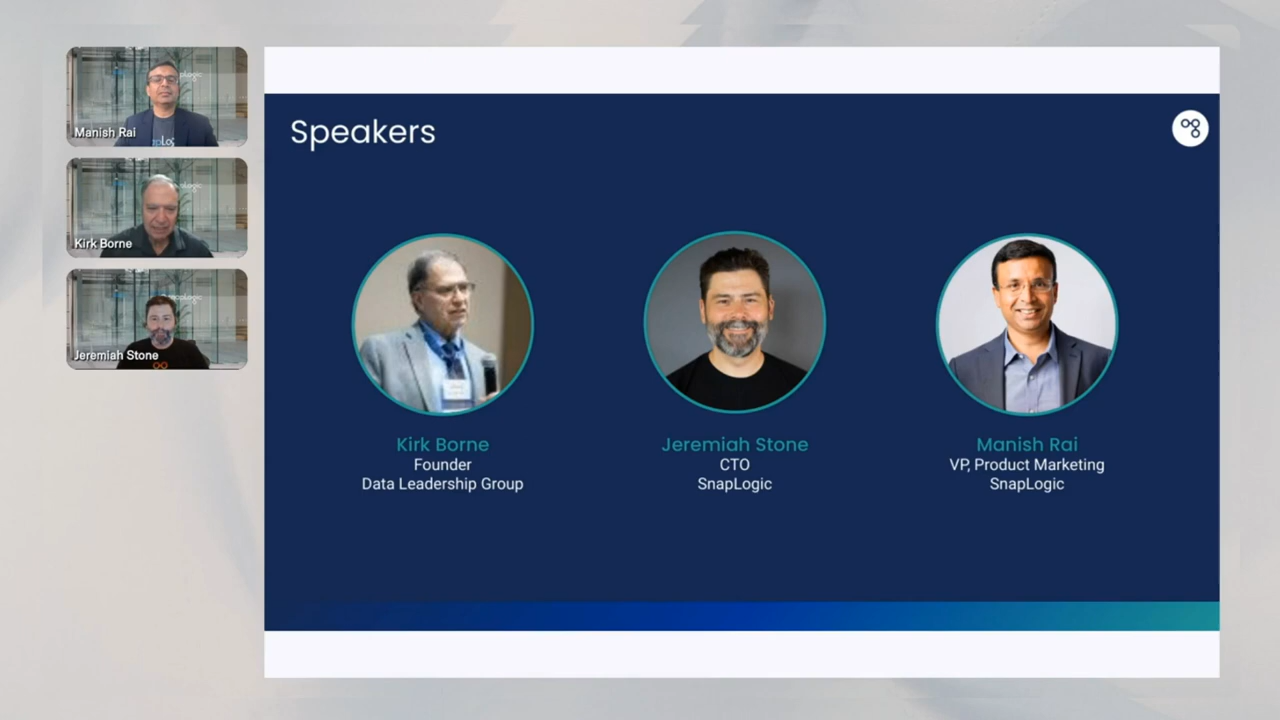 Manish Rai
Kirk Borne
Jeremiah Stone
Speakers
Kirk Borne
Founder
Data Leadership Group
Jeremiah Stone
CTO
SnapLogic
Manish Rai
VP, Product Marketing
SnapLogic